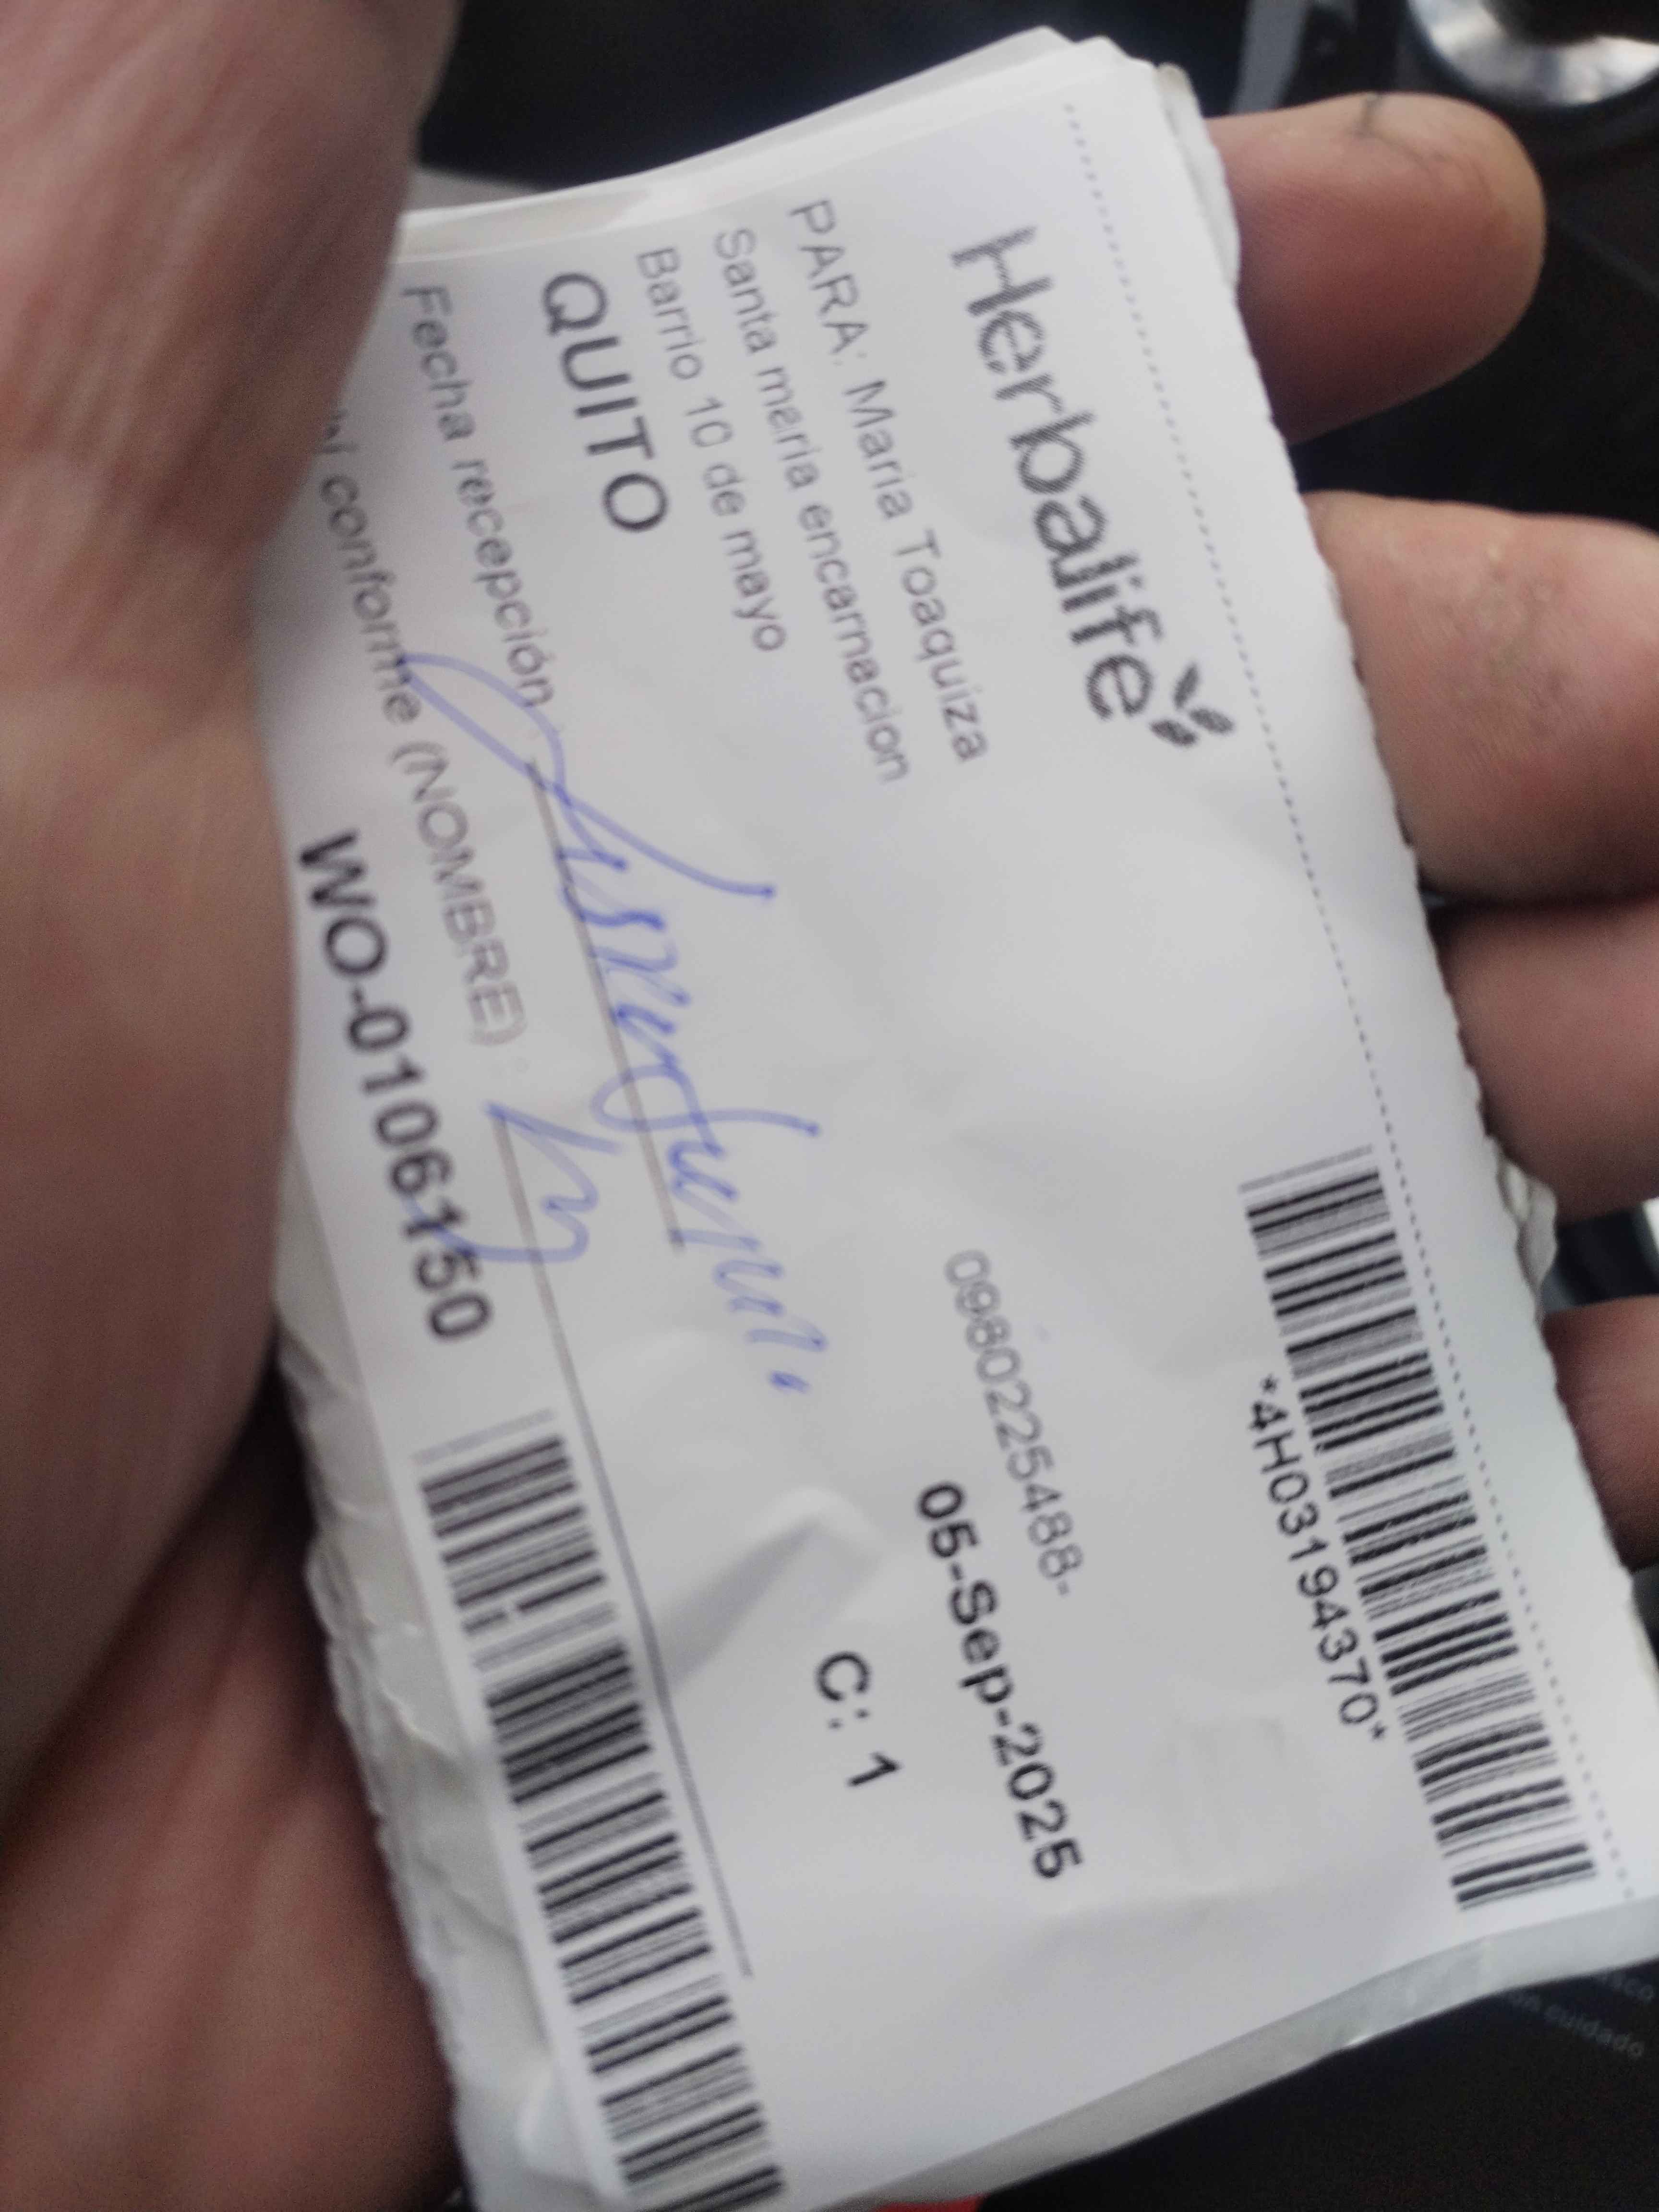 Herbalife
*4H03194370*
PARA: Maria Toaquiza
0980225488-
Santa maria encarnacion
05-Sep-2025
Barrio 10 de mayo
QUITO
C: 1
Fecha recepción
conforme (NOMBRE)
WO-01061150
cuidado